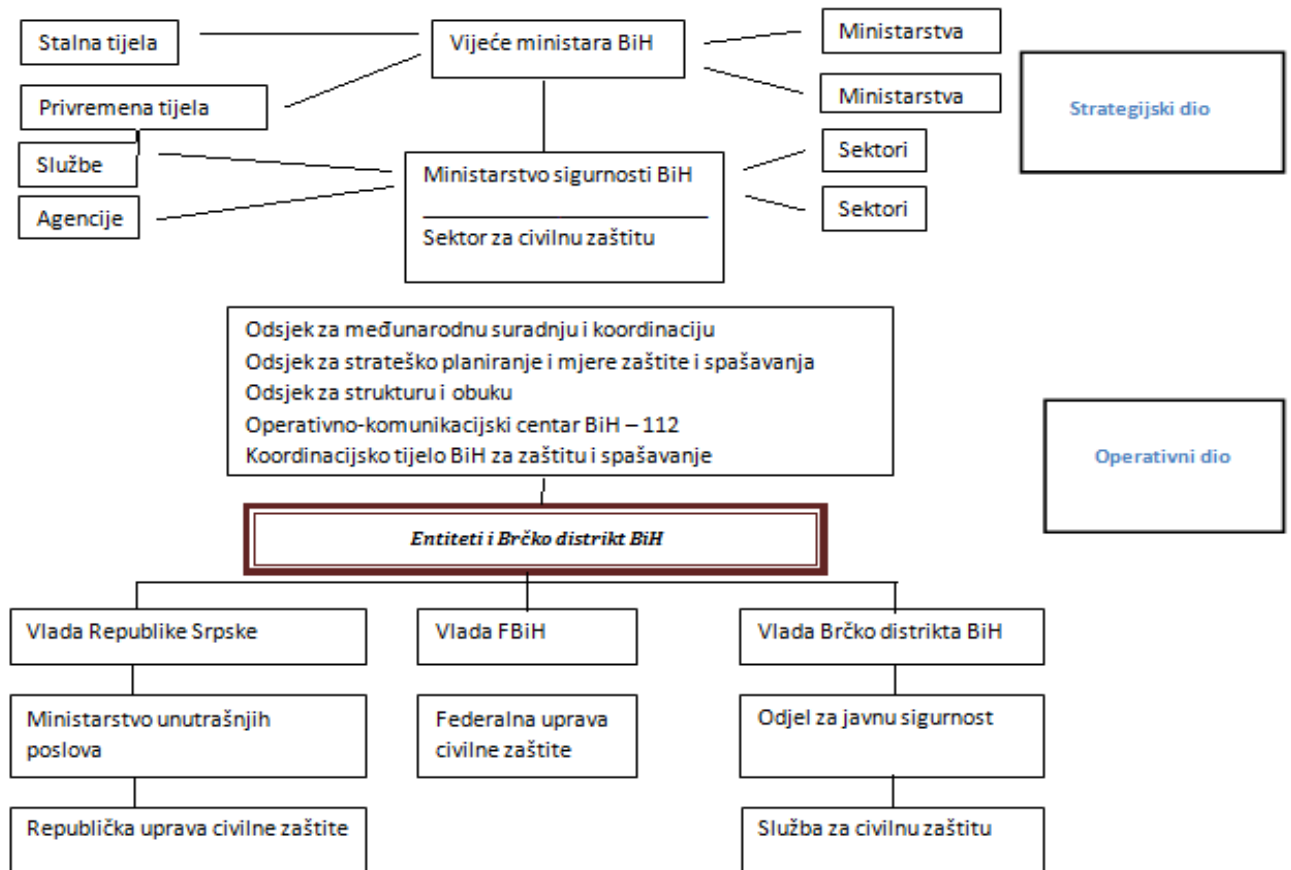 Stalna tijela
Vijeće ministara BiH
Ministarstva
Privremena tijela
Ministarstva
Strategijski dio
Službe
Agencije
Ministarstvo sigurnosti BiH
Sektor za civilnu zaštitu
Sektori
Sektori
Odsjek za međunarodnu suradnju i koordinaciju
Odsjek za strateško planiranje i mjere zaštite i spašavanja
Odsjek za strukturu i obuku
Operativno-komunikacijski centar BiH – 112
Koordinacijsko tijelo BiH za zaštitu i spašavanje
Operativni dio
Entiteti i Brčko distrikt BiH
Vlada Republike Srpske
Vlada FBiH
Vlada Brčko distrikta BiH
Ministarstvo unutrašnjih
poslova
Federalna uprava
civilne zaštite
Odjel za javnu sigurnost
Republička uprava civilne zaštite
Služba za civilnu zaštitu